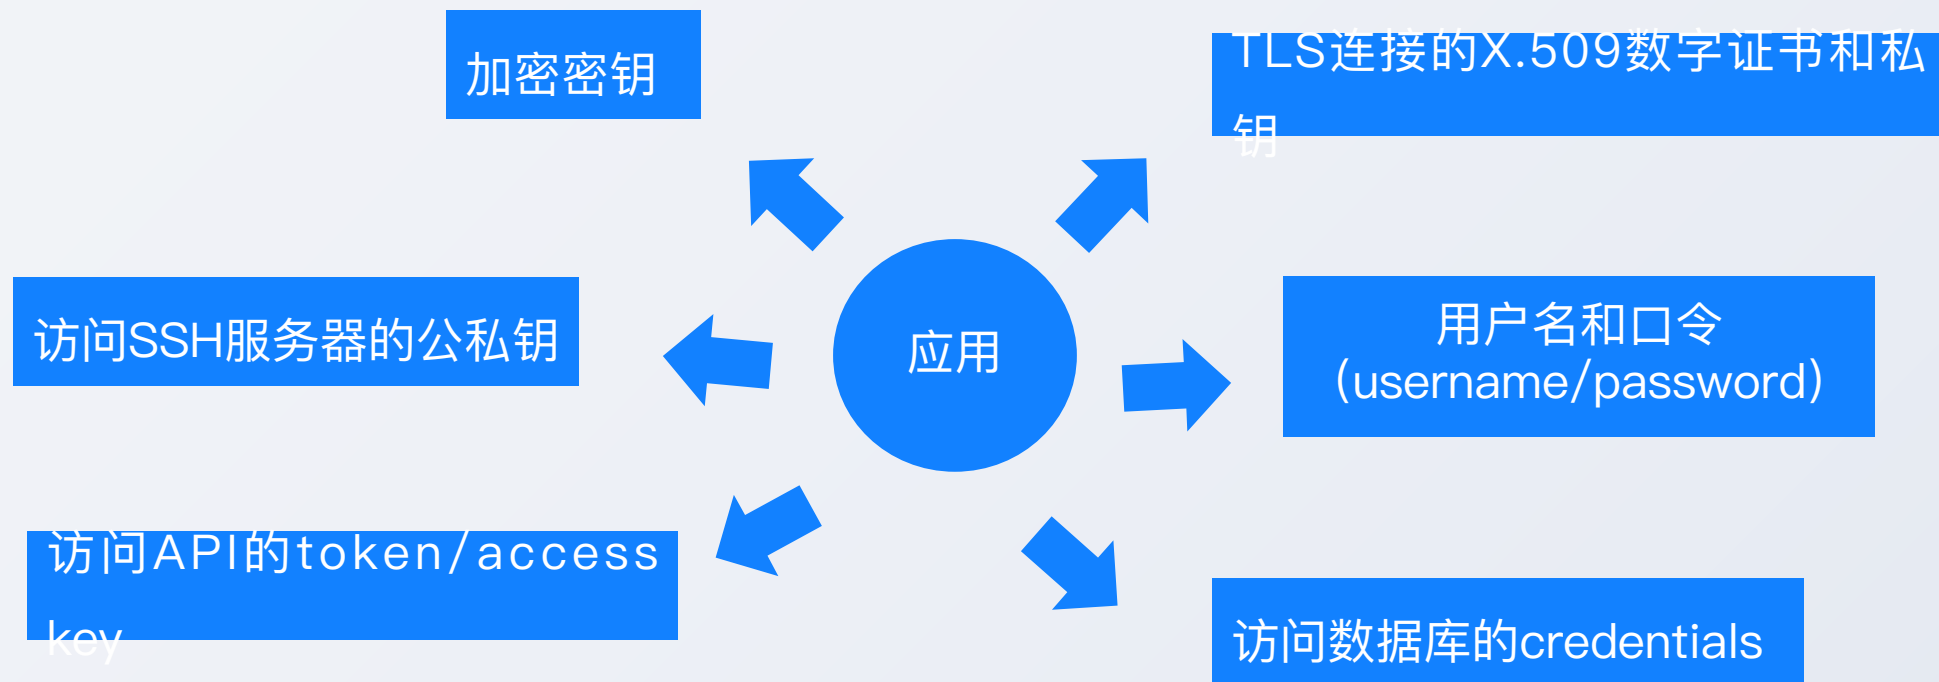 加密密钥
TLS连接的X.509数字证书和私
钥
访问SSH服务器的公私钥
应用
用户名和口令
(username/password)
访问API的token/access
key
访问数据库的credentials